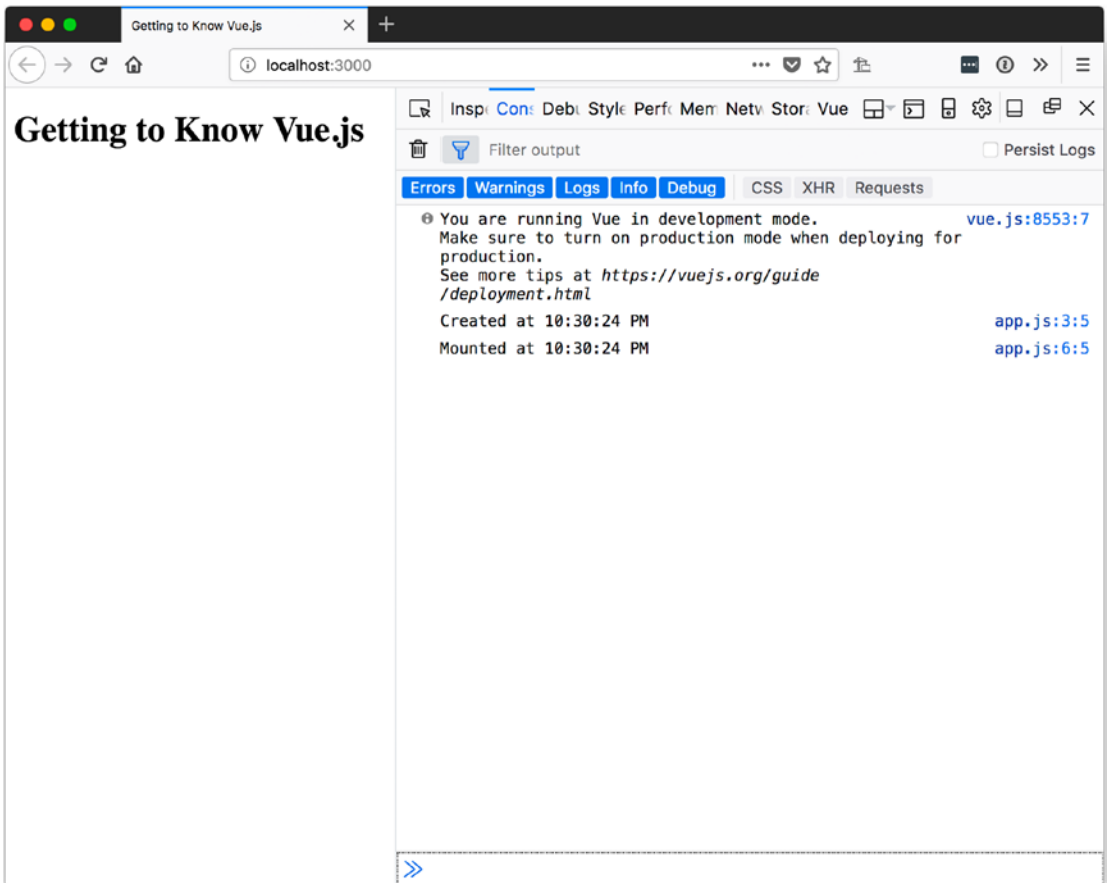 Getting to Know Vue.js
localhost:3000
Getting to Know Vue.js
Insp Cons Debu Style Perfo Mem Netw Stora Vue
Filter output Persist Logs
Errors Warnings Logs Info Debug CSS XHR Requests
You are running Vue in development mode. vue.js:8553:7
Make sure to turn on production mode when deploying for
production.
See more tips at https://vuejs.org/guide
/deployment.html
Created at 10:30:24 PM app.js:3:5
Mounted at 10:30:24 PM app.js:6:5